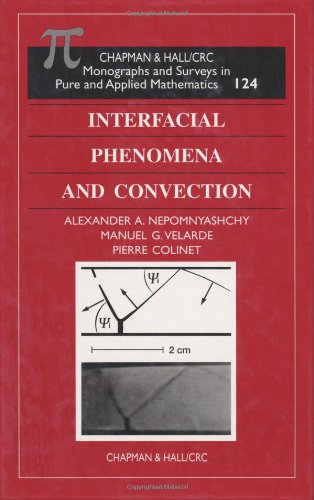 π
CHAPMAN & HALL/CRC
Monographs and Surveys in
Pure and Applied Mathematics 124
INTERFACIAL
PHENOMENA
AND CONVECTION
ALEXANDER A. NEPOMNYASHCHY
MANUEL G. VELARDE
PIERRE COLINET
Ψ Ψ
2 cm
CHAPMAN & HALL/CRC